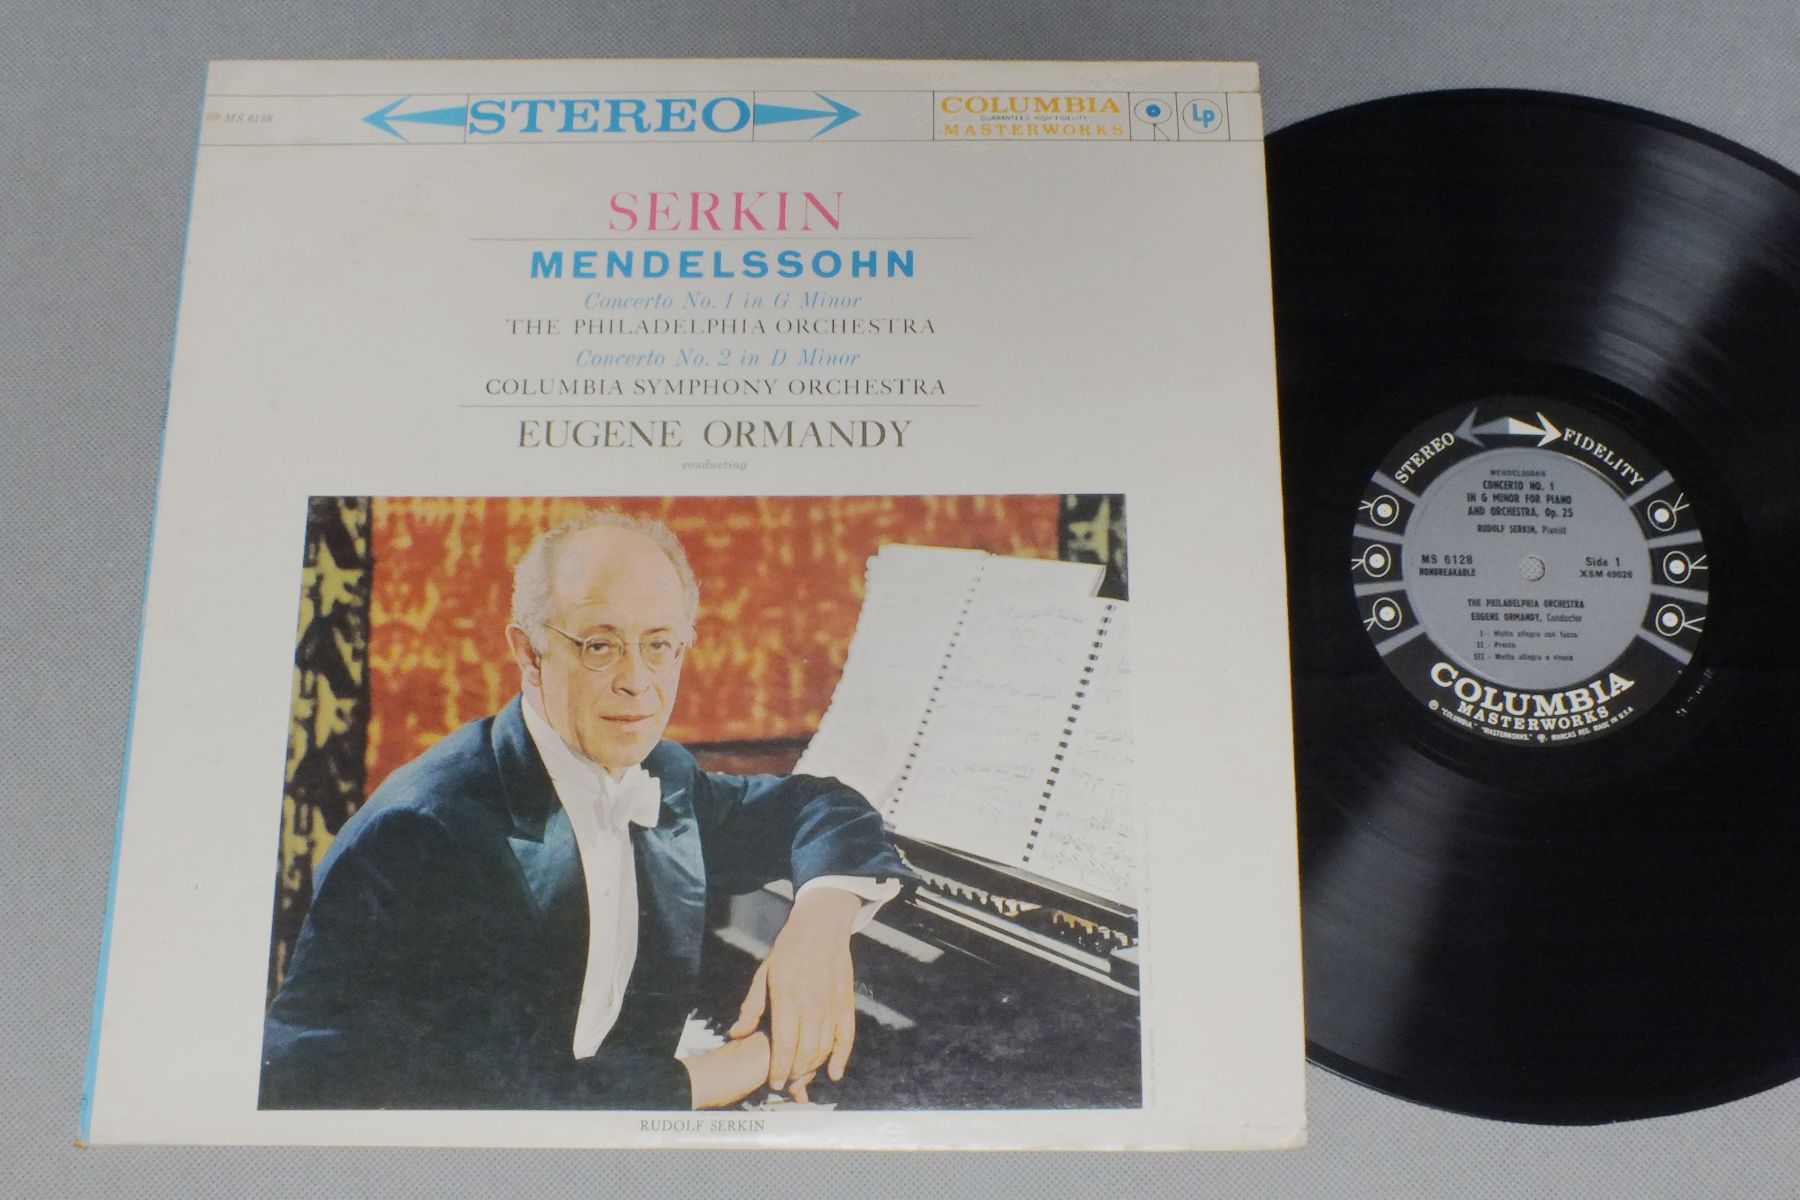 MS 6128
STEREO
COLUMBIA
GUARANTEED HIGH FIDELITY
MASTERWORKS
LP
SERKIN
MENDELSSOHN
Concerto No. 1 in G Minor
THE PHILADELPHIA ORCHESTRA
Concerto No. 2 in D Minor
COLUMBIA SYMPHONY ORCHESTRA
EUGENE ORMANDY
conducting
RUDOLF SERKIN
STEREO FIDELITY
MENDELSSOHN
CONCERTO NO. 1
IN G MINOR FOR PIANO
AND ORCHESTRA, Op. 25
RUDOLF SERKIN, Pianist
MS 6128
NONBREAKABLE
Side 1
XSM 49026
THE PHILADELPHIA ORCHESTRA
EUGENE ORMANDY, Conductor
I - Molto allegro con fuoco
II - Presto
III - Molto allegro e vivace
COLUMBIA
MASTERWORKS
® "COLUMBIA," "MASTERWORKS," MARCAS REG. MADE IN U.S.A